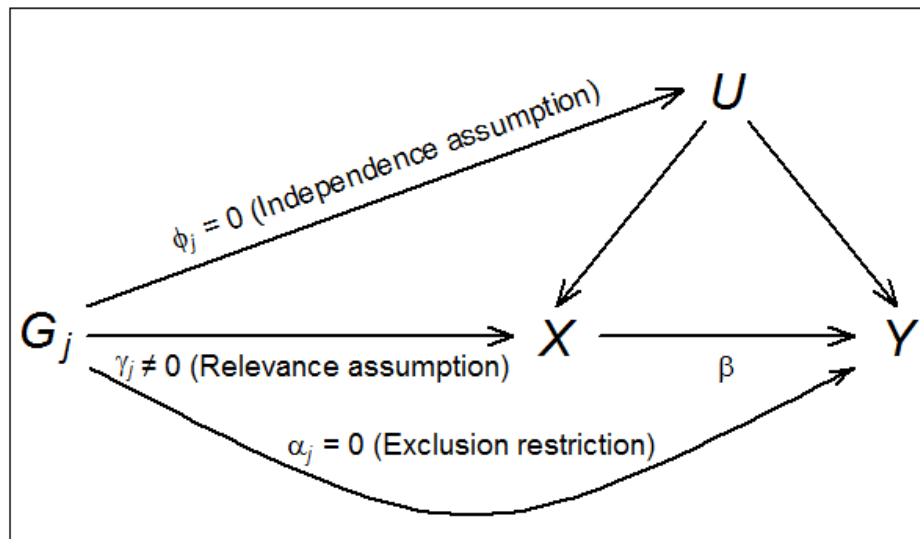 U
ϕj = 0 (Independence assumption)
Gj
X
Y
γj ≠ 0 (Relevance assumption)
β
αj = 0 (Exclusion restriction)